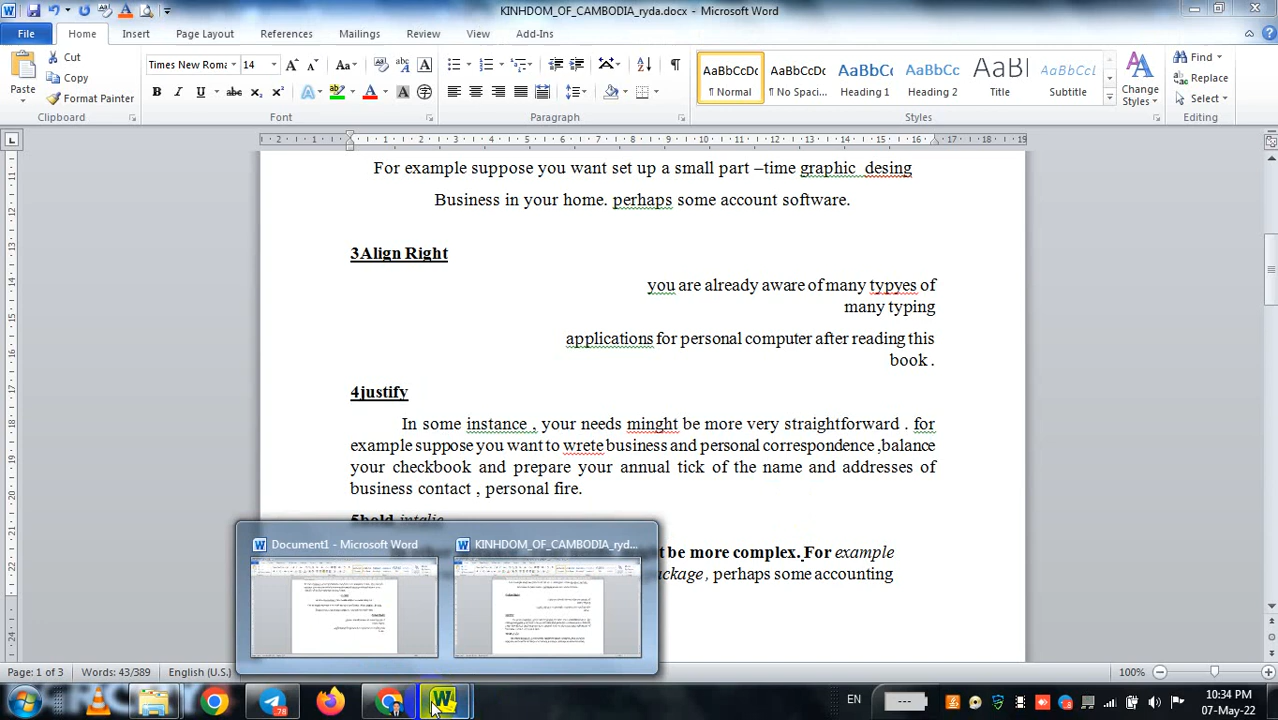 KINHDOM_OF_CAMBODIA_ryda.docx - Microsoft Word
File Home Insert Page Layout References Mailings Review View Add-Ins
Cut
Copy
Format Painter
Paste
Clipboard
Times New Roma 14
Font
Paragraph
AaBbCcDc AaBbCcDc AaBbCc AaBbCc AaBl AaBbCc.
¶ Normal ¶ No Spaci... Heading 1 Heading 2 Title Subtitle
Change Styles
Styles
Find
Replace
Select
Editing
For example suppose you want set up a small part –time graphic desing
Business in your home. perhaps some account software.
3Align Right
you are already aware of many typyes of
many typing
applications for personal computer after reading this
book .
4justify
In some instance , your needs minght be more very straightforward . for
example suppose you want to wrete business and personal correspondence ,balance
your checkbook and prepare your annual tick of the name and addresses of
business contact , personal fire.
5bold intalic
t be more complex. For example
ackage , perhaps some accounting
Document1 - Microsoft Word
KINHDOM_OF_CAMBODIA_ryd...
Page: 1 of 3 Words: 43/389 English (U.S.) 100%
78
EN
10:34 PM
07-May-22